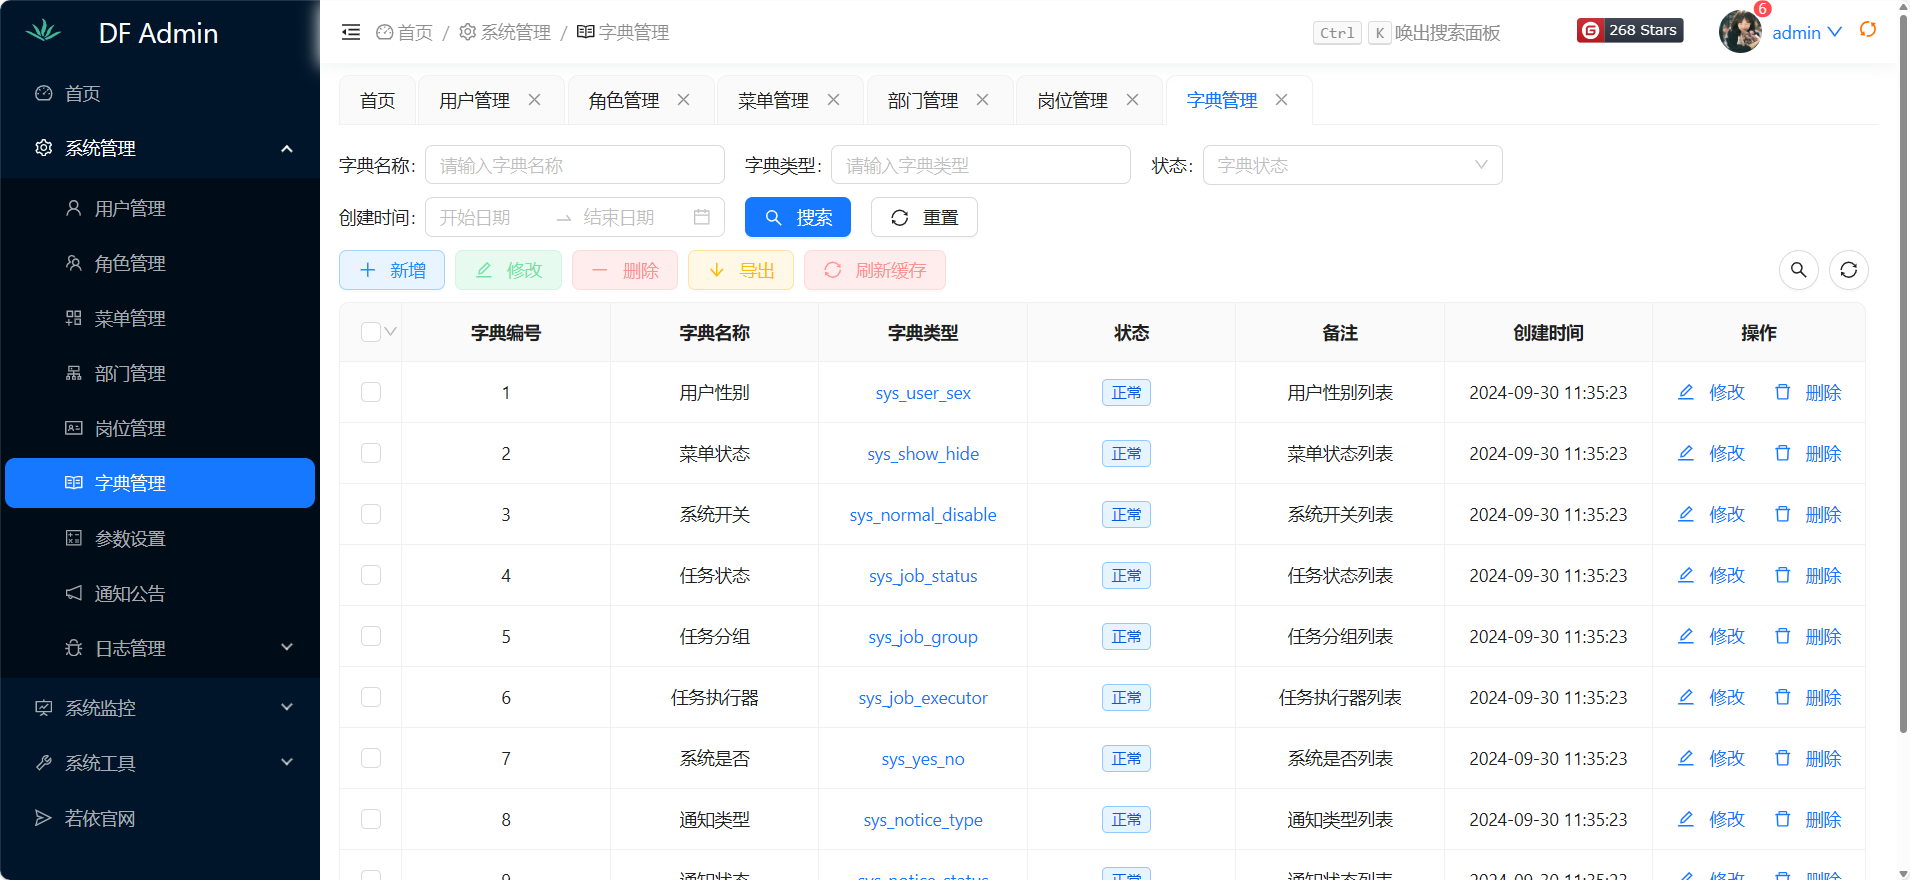 DF Admin
首页
系统管理
用户管理
角色管理
菜单管理
部门管理
岗位管理
字典管理
参数设置
通知公告
日志管理
系统监控
系统工具
若依官网
首页 / 系统管理 / 字典管理
Ctrl K 唤出搜索面板
G 268 Stars
6
admin
首页 用户管理 角色管理 菜单管理 部门管理 岗位管理 字典管理
字典名称: 请输入字典名称 字典类型: 请输入字典类型 状态: 字典状态
创建时间: 开始日期 → 结束日期 搜索 重置
新增 修改 删除 导出 刷新缓存
字典编号 字典名称 字典类型 状态 备注 创建时间 操作
1 用户性别 sys_user_sex 正常 用户性别列表 2024-09-30 11:35:23 修改 删除
2 菜单状态 sys_show_hide 正常 菜单状态列表 2024-09-30 11:35:23 修改 删除
3 系统开关 sys_normal_disable 正常 系统开关列表 2024-09-30 11:35:23 修改 删除
4 任务状态 sys_job_status 正常 任务状态列表 2024-09-30 11:35:23 修改 删除
5 任务分组 sys_job_group 正常 任务分组列表 2024-09-30 11:35:23 修改 删除
6 任务执行器 sys_job_executor 正常 任务执行器列表 2024-09-30 11:35:23 修改 删除
7 系统是否 sys_yes_no 正常 系统是否列表 2024-09-30 11:35:23 修改 删除
8 通知类型 sys_notice_type 正常 通知类型列表 2024-09-30 11:35:23 修改 删除
9 通知状态 sys_notice_status 正常 通知状态列表 2024-09-30 11:35:23 修改 删除